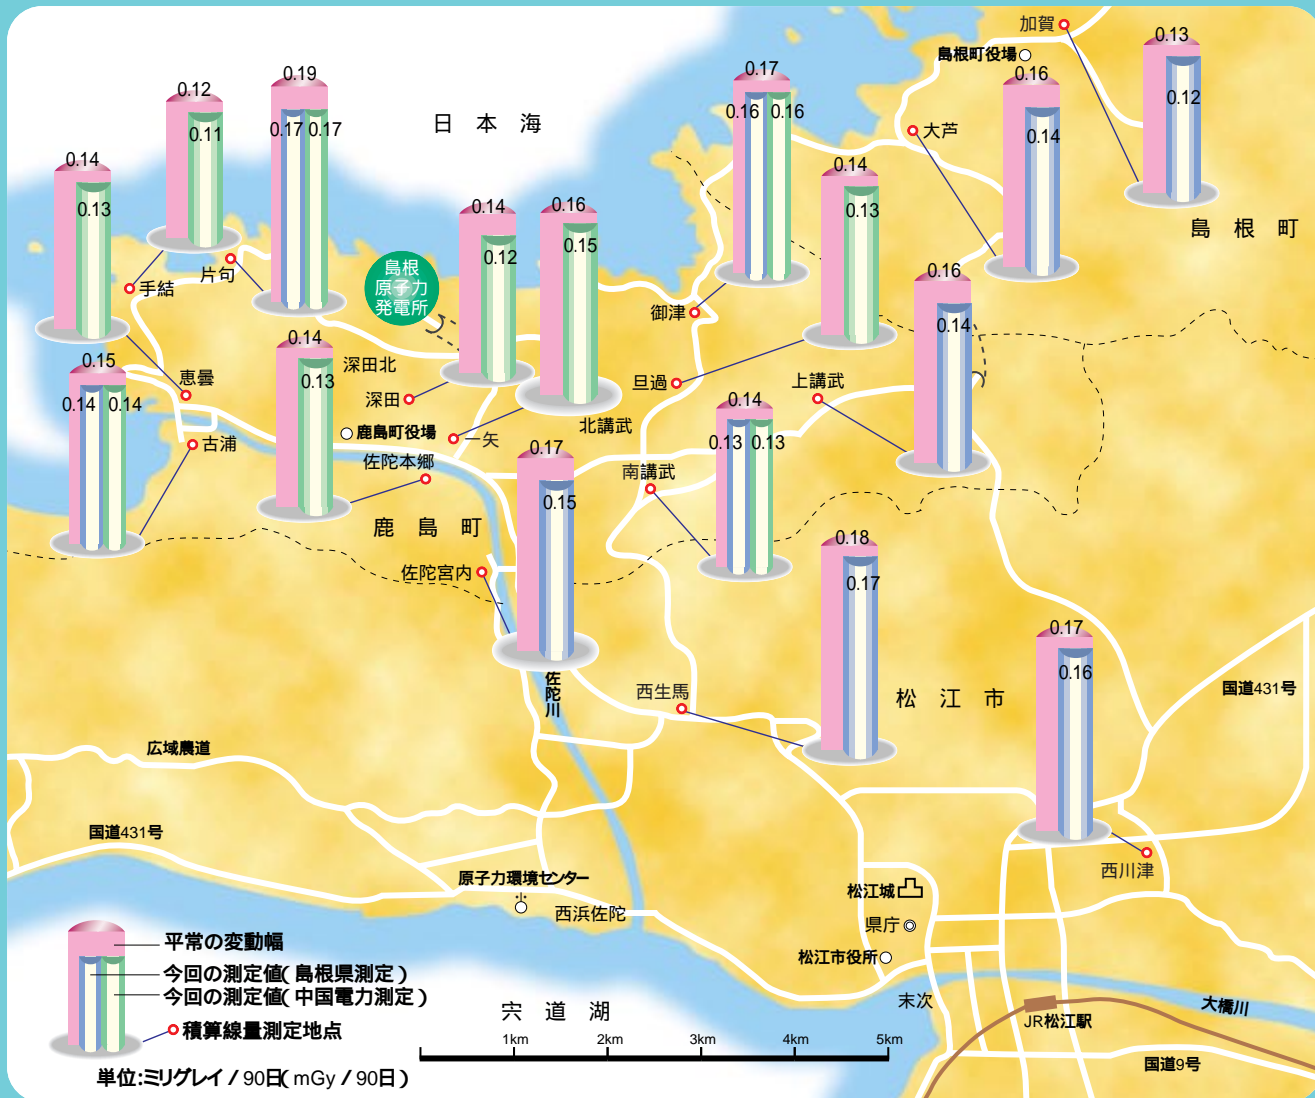 加賀
島根町役場
0.13
0.12
0.16
0.14
大芦
島 根 町
0.17
0.16
0.16
0.14
0.13
0.19
0.17
0.17
日 本 海
0.12
0.11
0.14
0.13
片句
手結
島根
原子力
発電所
0.14
0.12
0.16
0.15
御津
0.16
0.14
0.14
0.13
深田北
深田
旦過
上講武
恵曇
0.15
0.14
0.14
古浦
鹿島町役場
一矢
北講武
佐陀本郷
0.14
0.13
0.13
南講武
0.17
0.15
鹿 島 町
佐陀宮内
0.18
0.17
佐陀川
西生馬
松 江 市
0.17
0.16
国道431号
広域農道
国道431号
西川津
原子力環境センター
西浜佐陀
松江城
県庁
松江市役所
末次
大橋川
JR松江駅
国道9号
宍 道 湖
平常の変動幅
今回の測定値(島根県測定)
今回の測定値(中国電力測定)
積算線量測定地点
1km
2km
3km
4km
5km
単位:ミリグレイ / 90日( mGy / 90日)